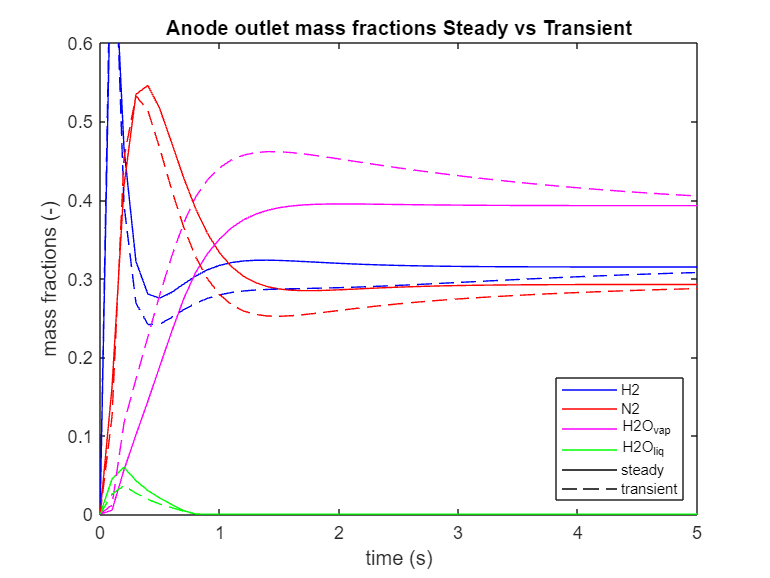 Anode outlet mass fractions Steady vs Transient
0.6
0.5
0.4
0.3
0.2
0.1
0
mass fractions (-)
0 1 2 3 4 5
time (s)
H2
N2
H2Ovap
H2Oliq
steady
transient